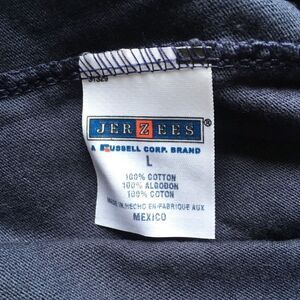 JERZEES®
A RUSSELL CORP. BRAND
L
100% COTTON
100% ALGODON
100% COTON
MADE IN·HECHO EN·FABRIQUE AUX
MEXICO